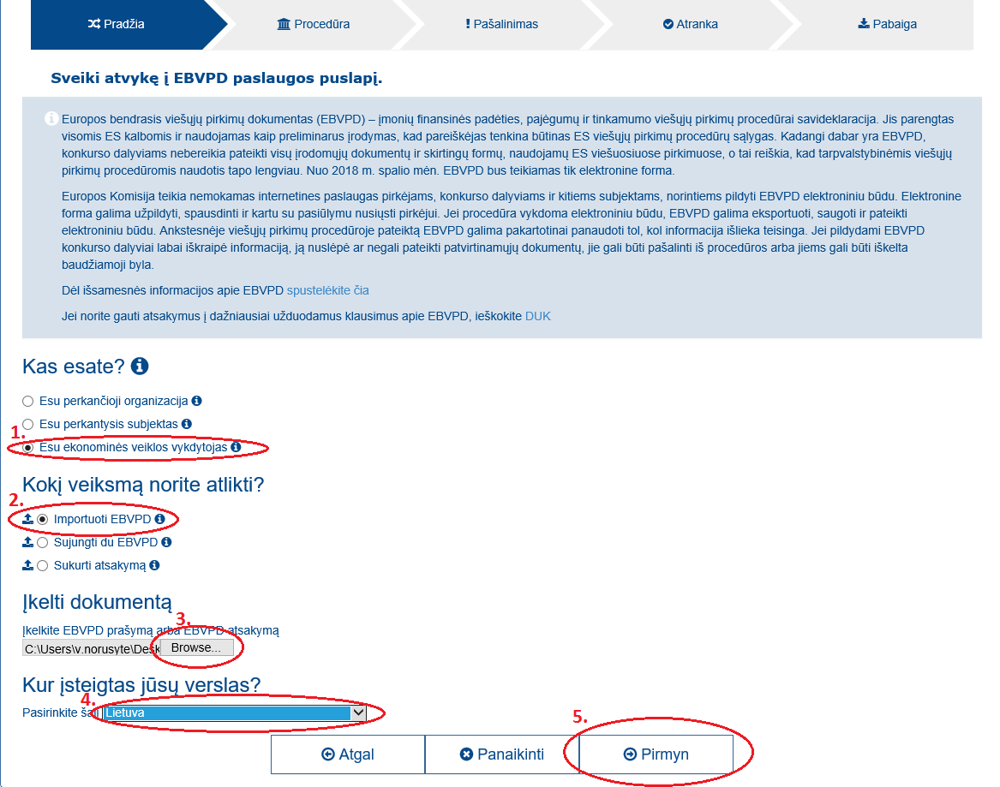 Pradžia
Procedūra
Pašalinimas
Atranka
Pabaiga
Sveiki atvykę į EBVPD paslaugos puslapį.
Europos bendrasis viešųjų pirkimų dokumentas (EBVPD) – įmonių finansinės padėties, pajėgumų ir tinkamumo viešųjų pirkimų procedūrai savideklaracija. Jis parengtas
visomis ES kalbomis ir naudojamas kaip preliminarus įrodymas, kad pareiškėjas tenkina būtinas ES viešųjų pirkimų procedūrų sąlygas. Kadangi dabar yra EBVPD,
konkurso dalyviams nebereikia pateikti visų įrodomųjų dokumentų ir skirtingų formų, naudojamų ES viešuosiuose pirkimuose, o tai reiškia, kad tarpvalstybinėmis viešųjų
pirkimų procedūromis naudotis tapo lengviau. Nuo 2018 m. spalio mėn. EBVPD bus teikiamas tik elektronine forma.
Europos Komisija teikia nemokamas internetines paslaugas pirkėjams, konkurso dalyviams ir kitiems subjektams, norintiems pildyti EBVPD elektroniniu būdu. Elektronine
forma galima užpildyti, spausdinti ir kartu su pasiūlymu nusiųsti pirkėjui. Jei procedūra vykdoma elektroniniu būdu, EBVPD galima eksportuoti, saugoti ir pateikti
elektroniniu būdu. Ankstesnėje viešųjų pirkimų procedūroje pateiktą EBVPD galima pakartotinai panaudoti tol, kol informacija išlieka teisinga. Jei pildydami EBVPD
konkurso dalyviai labai iškraipė informaciją, ją nuslėpė ar negali pateikti patvirtinamųjų dokumentų, jie gali būti pašalinti iš procedūros arba jiems gali būti iškelta
baudžiamoji byla.
Dėl išsamesnės informacijos apie EBVPD spustelėkite čia
Jei norite gauti atsakymus į dažniausiai užduodamus klausimus apie EBVPD, ieškokite DUK
Kas esate?
Esu perkančioji organizacija
Esu perkantysis subjektas
1.
Esu ekonominės veiklos vykdytojas
Kokį veiksmą norite atlikti?
2.
Importuoti EBVPD
Sujungti du EBVPD
Sukurti atsakymą
Įkelti dokumentą
3.
Įkelkite EBVPD prašymą arba EBVPD atsakymą
C:\Users\v.norusyte\Desk Browse...
Kur įsteigtas jūsų verslas?
4.
Pasirinkite šalį Lietuva
5.
Atgal
Panaikinti
Pirmyn